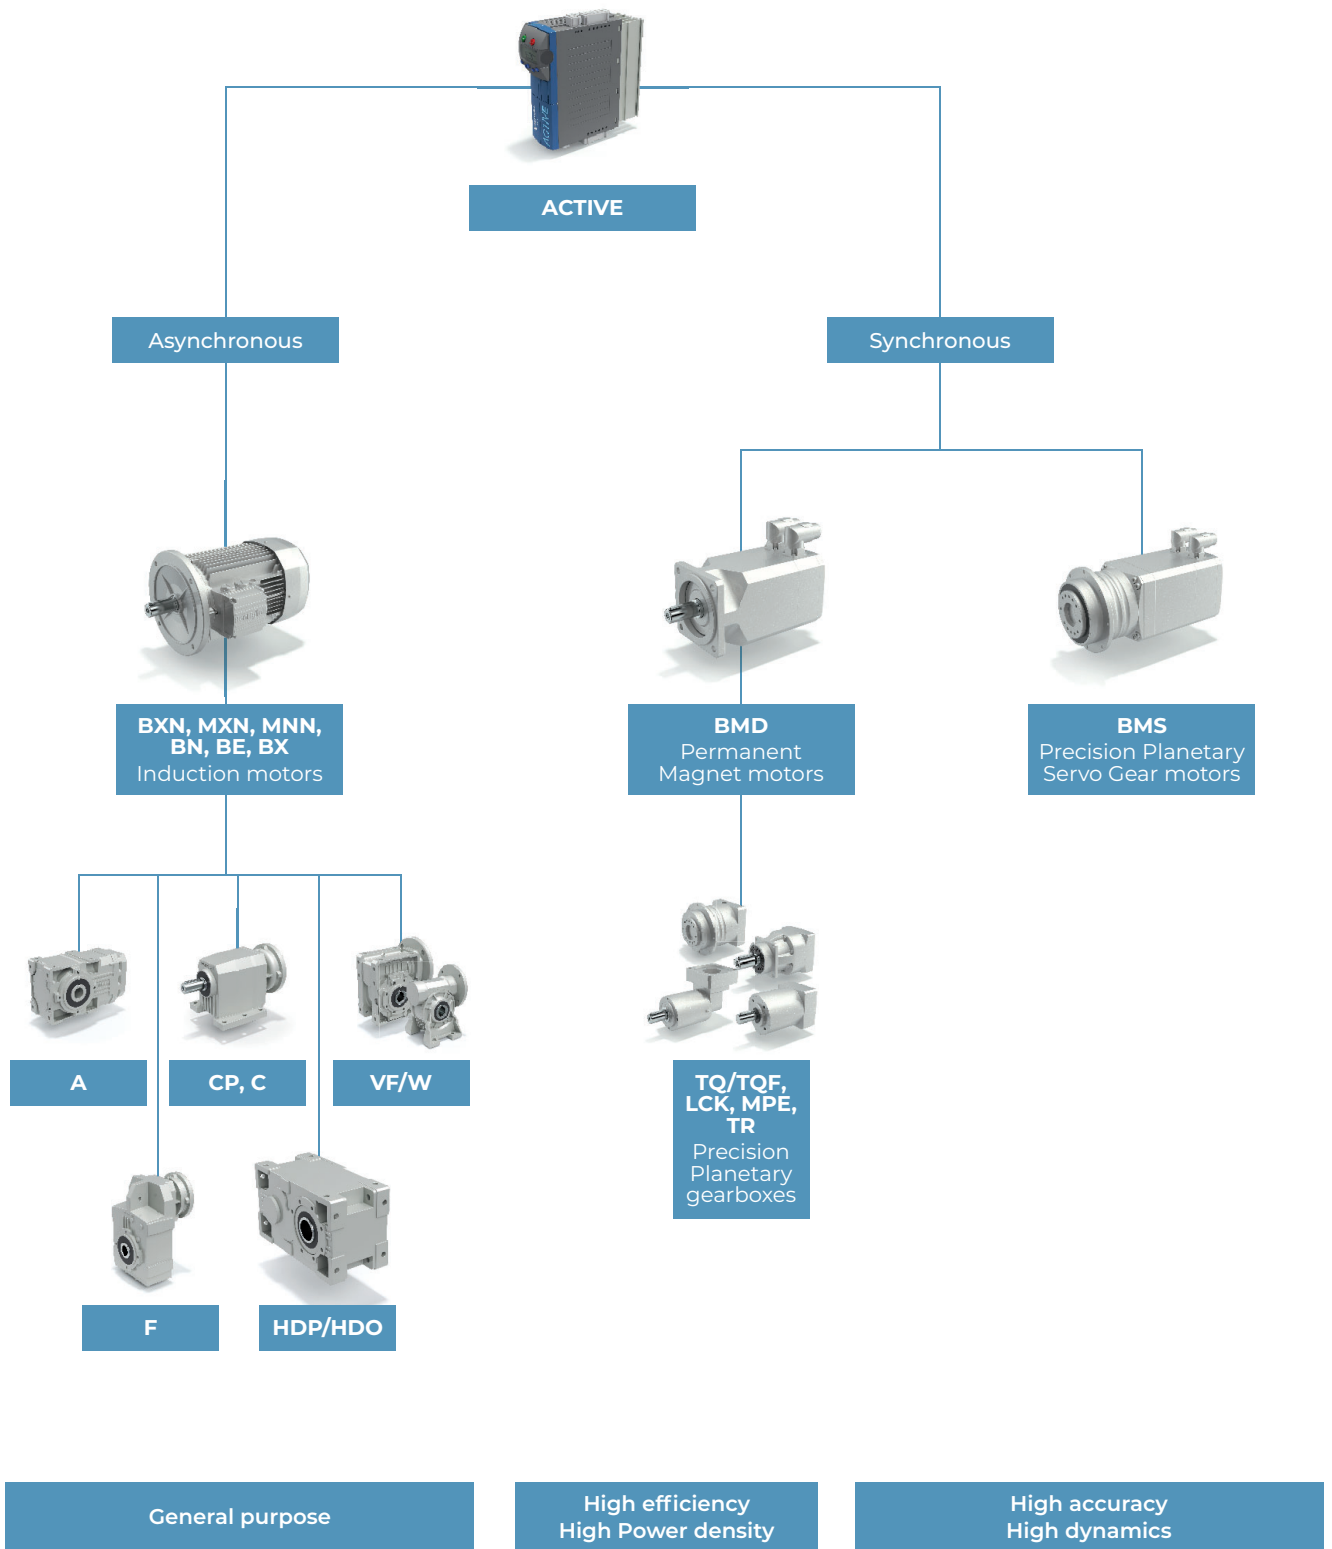 ACTIVE
ACTIVE
Asynchronous
Synchronous
BXN, MXN, MNN,
BN, BE, BX
Induction motors
BMD
Permanent
Magnet motors
BMS
Precision Planetary
Servo Gear motors
A
CP, C
VF/W
TQ/TQF,
LCK, MPE,
TR
Precision
Planetary
gearboxes
F
HDP/HDO
General purpose
High efficiency
High Power density
High accuracy
High dynamics